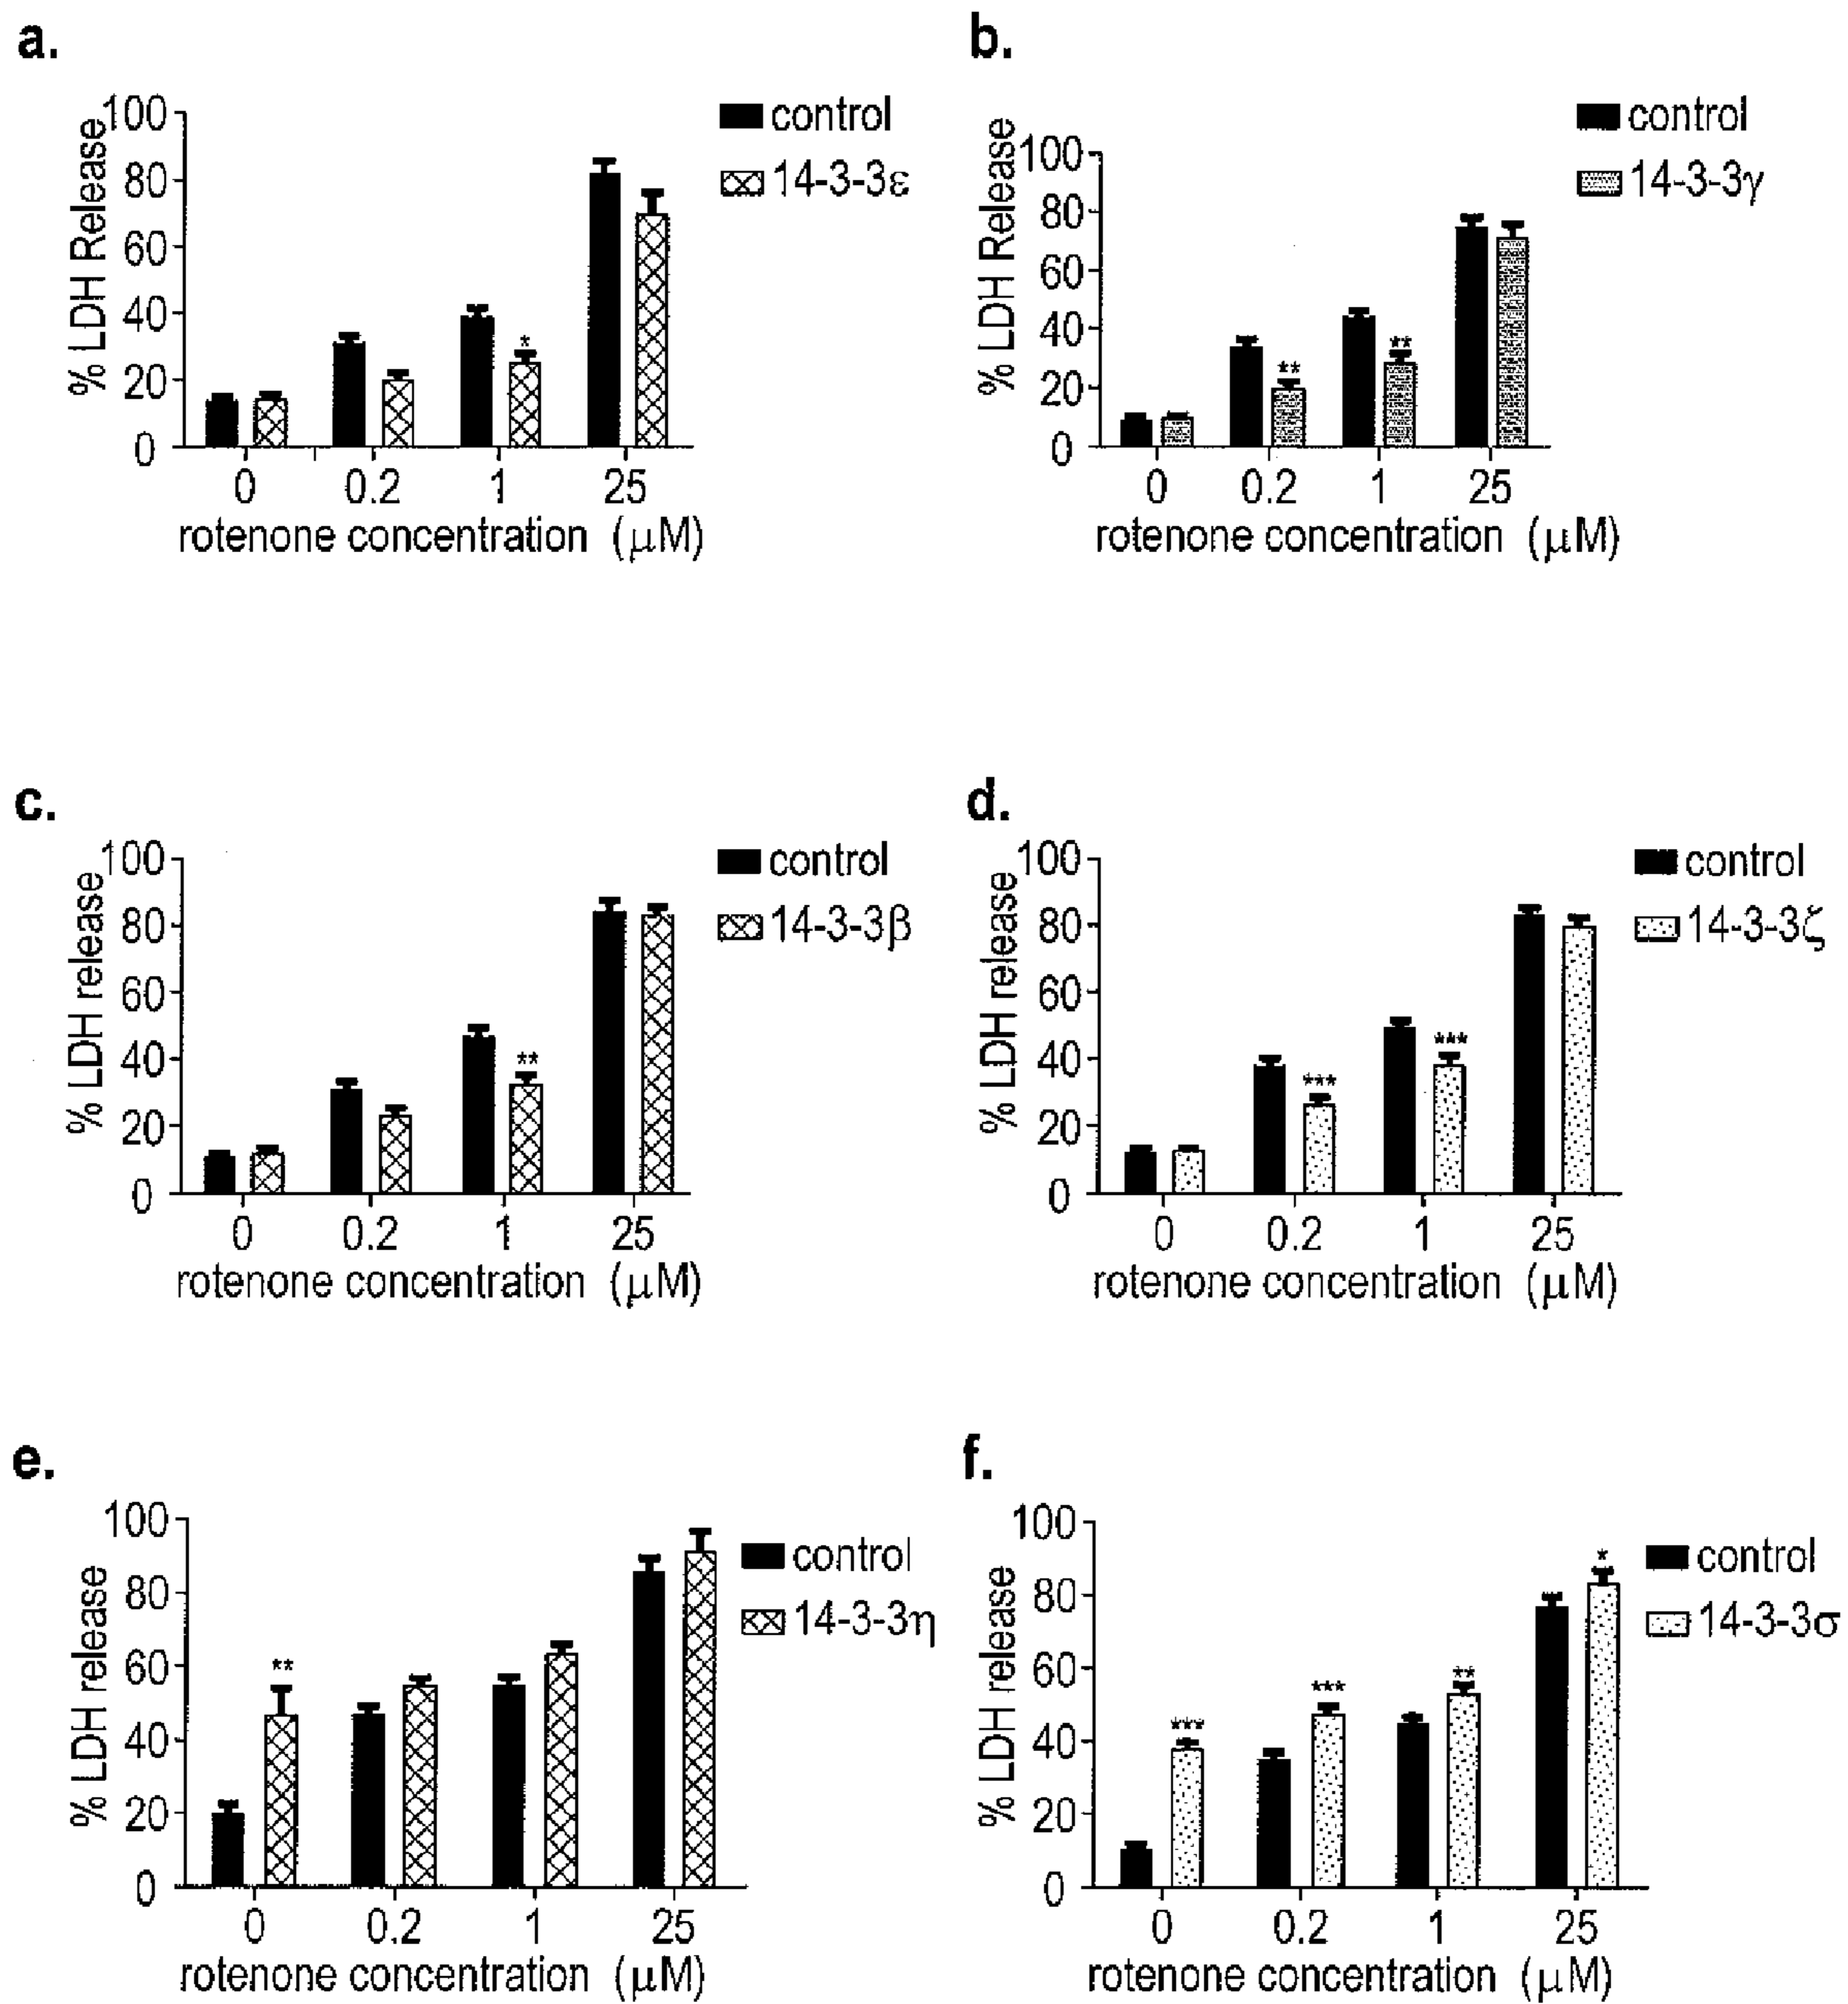 a.
100
80
60
40
20
0
% LDH Release
control
14-3-3ε
*
0 0.2 1 25
rotenone concentration (μM)
b.
100
80
60
40
20
0
% LDH Release
control
14-3-3γ
** **
0 0.2 1 25
rotenone concentration (μM)
c.
100
80
60
40
20
0
% LDH release
control
14-3-3β
**
0 0.2 1 25
rotenone concentration (μM)
d.
100
80
60
40
20
0
% LDH release
control
14-3-3ζ
*** ***
0 0.2 1 25
rotenone concentration (μM)
e.
100
80
60
40
20
0
% LDH release
control
14-3-3η
**
0 0.2 1 25
rotenone concentration (μM)
f.
100
80
60
40
20
0
% LDH release
control
14-3-3σ
*** *** ** *
0 0.2 1 25
rotenone concentration (μM)